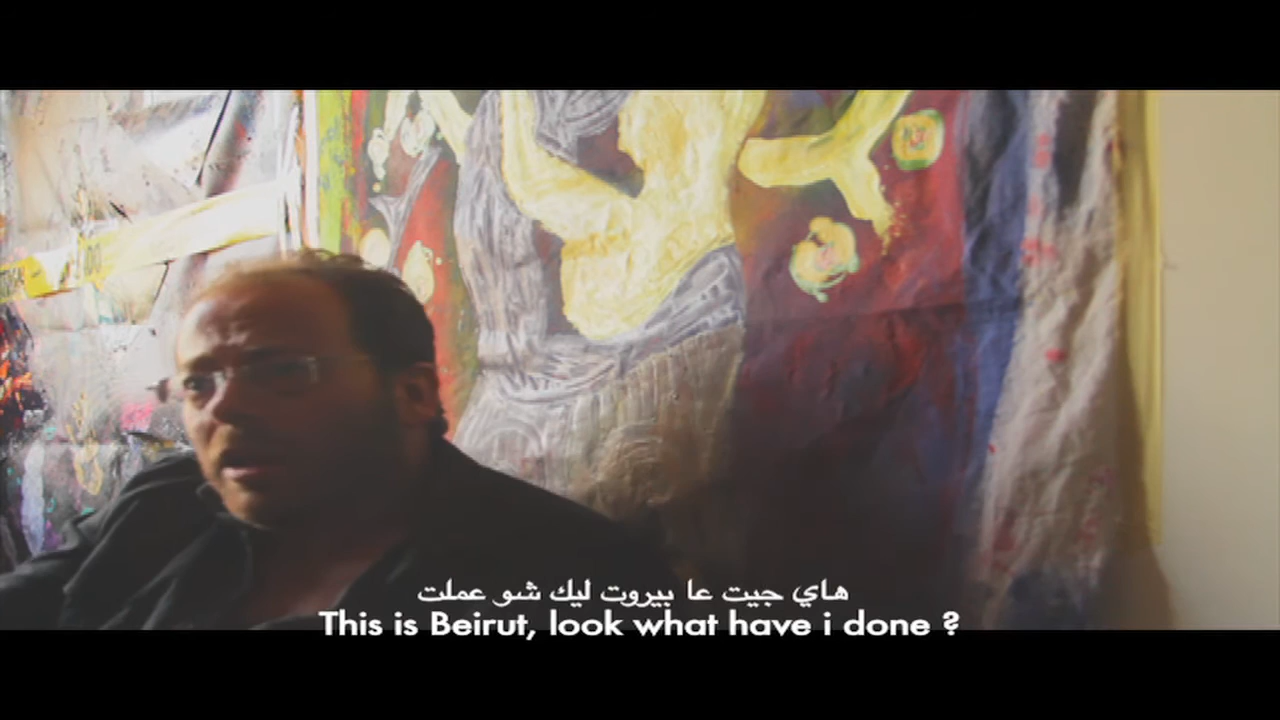 هاي جيت عا بيروت ليك شو عملت
This is Beirut, look what have i done ?